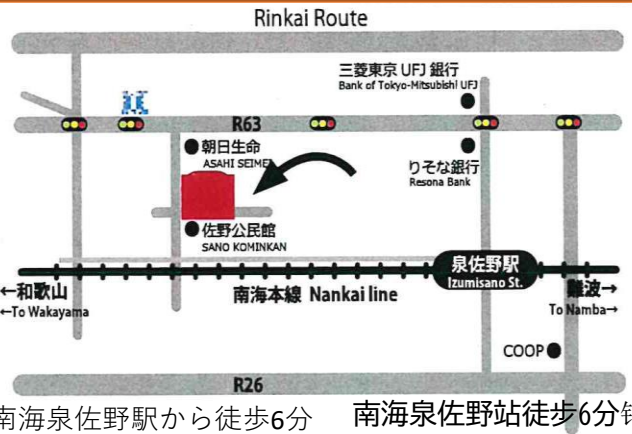 Rinkai Route
三菱東京 UFJ 銀行
Bank of Tokyo-Mitsubishi UFJ
R63
朝日生命
ASAHI SEIME
りそな銀行
Resona Bank
佐野公民館
SANO KOMINKAN
泉佐野駅
Izumisano St.
←和歌山
←To Wakayama
南海本線 Nankai line
難波→
To Namba→
COOP
R26
南海泉佐野駅から徒歩6分
南海泉佐野站徒步6分钟